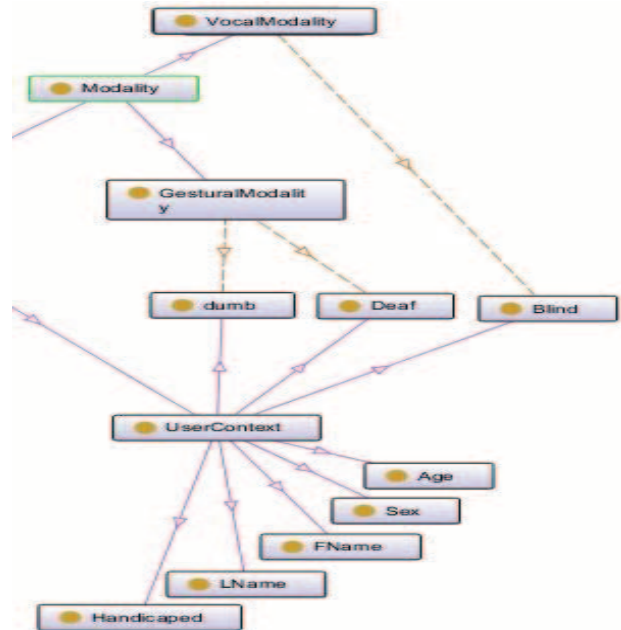 VocalModality
Modality
GesturalModalit
y
dumb
Deaf
Blind
UserContext
Age
Sex
FName
LName
Handicaped